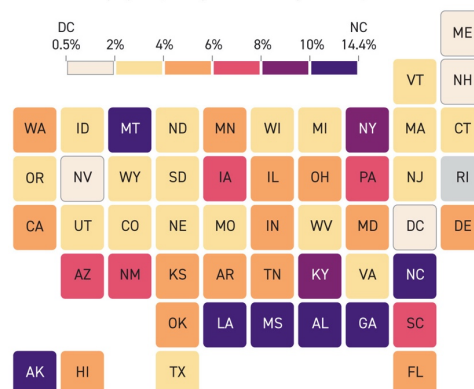 DC NC
0.5% 2% 4% 6% 8% 10% 14.4%
ME
VT NH
WA ID MT ND MN WI MI NY MA CT
OR NV WY SD IA IL OH PA NJ RI
CA UT CO NE MO IN WV MD DC DE
AZ NM KS AR TN KY VA NC
OK LA MS AL GA SC
AK HI TX FL